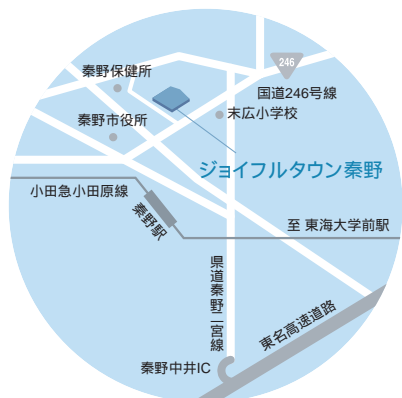 246
秦野保健所
国道246号線
末広小学校
秦野市役所
ジョイフルタウン秦野
小田急小田原線
秦野駅
至 東海大学前駅
県道秦野二宮線
東名高速道路
秦野中井IC